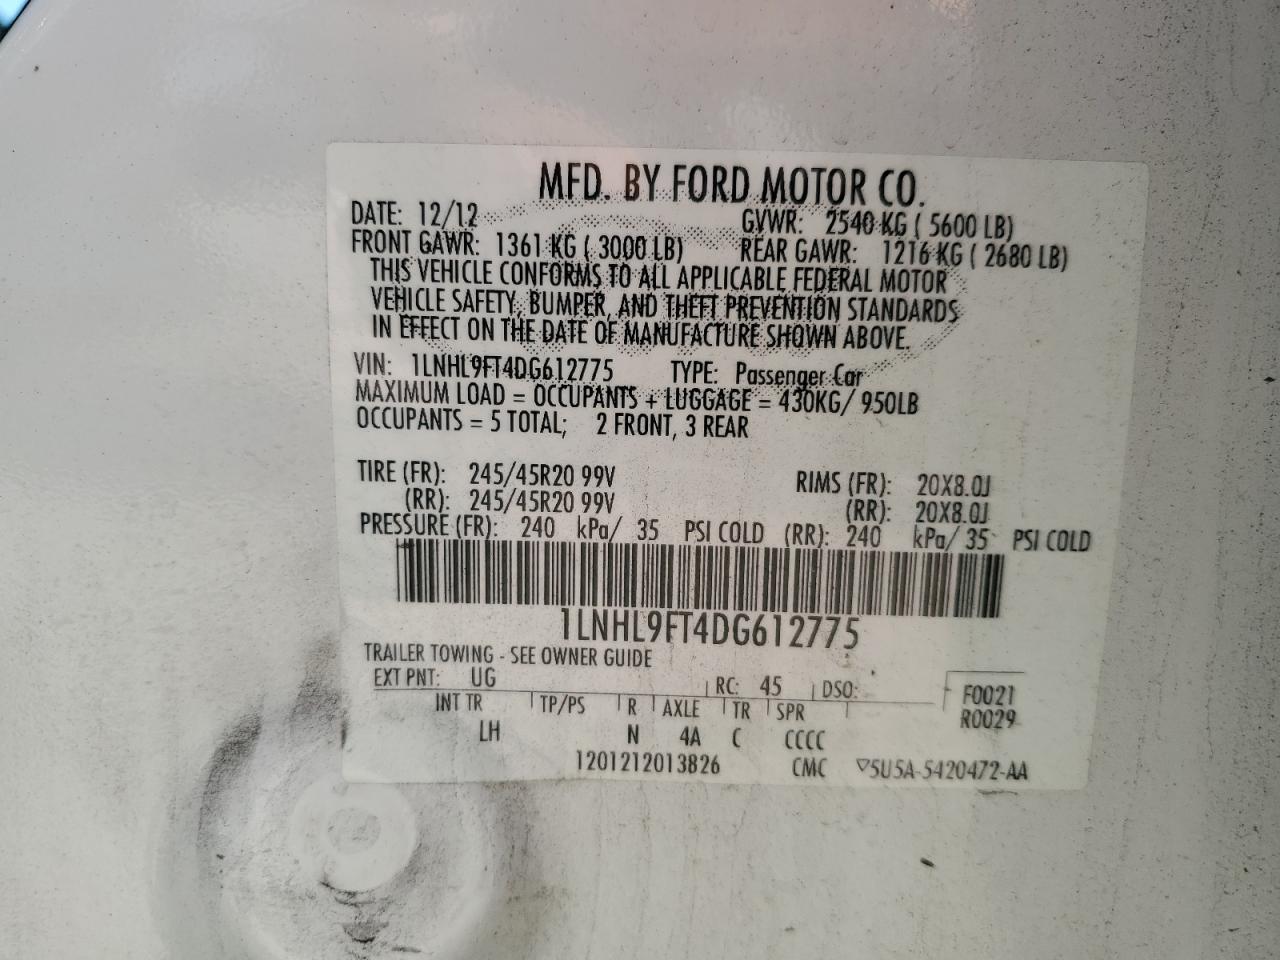 MFD. BY FORD MOTOR CO.
DATE: 12/12 GVWR: 2540 KG ( 5600 LB)
FRONT GAWR: 1361 KG ( 3000 LB) REAR GAWR: 1216 KG ( 2680 LB)
THIS VEHICLE CONFORMS TO ALL APPLICABLE FEDERAL MOTOR
VEHICLE SAFETY, BUMPER, AND THEFT PREVENTION STANDARDS
IN EFFECT ON THE DATE OF MANUFACTURE SHOWN ABOVE.
VIN: 1LNHL9FT4DG612775 TYPE: Passenger Car
MAXIMUM LOAD = OCCUPANTS + LUGGAGE = 430KG/ 950LB
OCCUPANTS = 5 TOTAL; 2 FRONT, 3 REAR
TIRE (FR): 245/45R20 99V RIMS (FR): 20X8.0J
(RR): 245/45R20 99V (RR): 20X8.0J
PRESSURE (FR): 240 kPa/ 35 PSI COLD (RR): 240 kPa/ 35 PSI COLD
1LNHL9FT4DG612775
TRAILER TOWING - SEE OWNER GUIDE
EXT PNT: UG RC: 45 DSO: F0021
INT TR TP/PS R AXLE TR SPR R0029
LH N 4A C CCCC
1201212013826 CMC ▽5U5A-5420472-AA